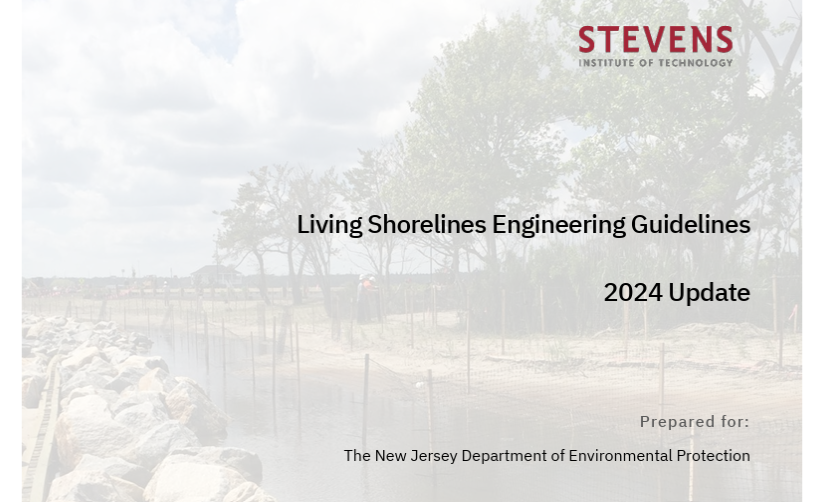 STEVENS
INSTITUTE OF TECHNOLOGY
Living Shorelines Engineering Guidelines
2024 Update
Prepared for:
The New Jersey Department of Environmental Protection